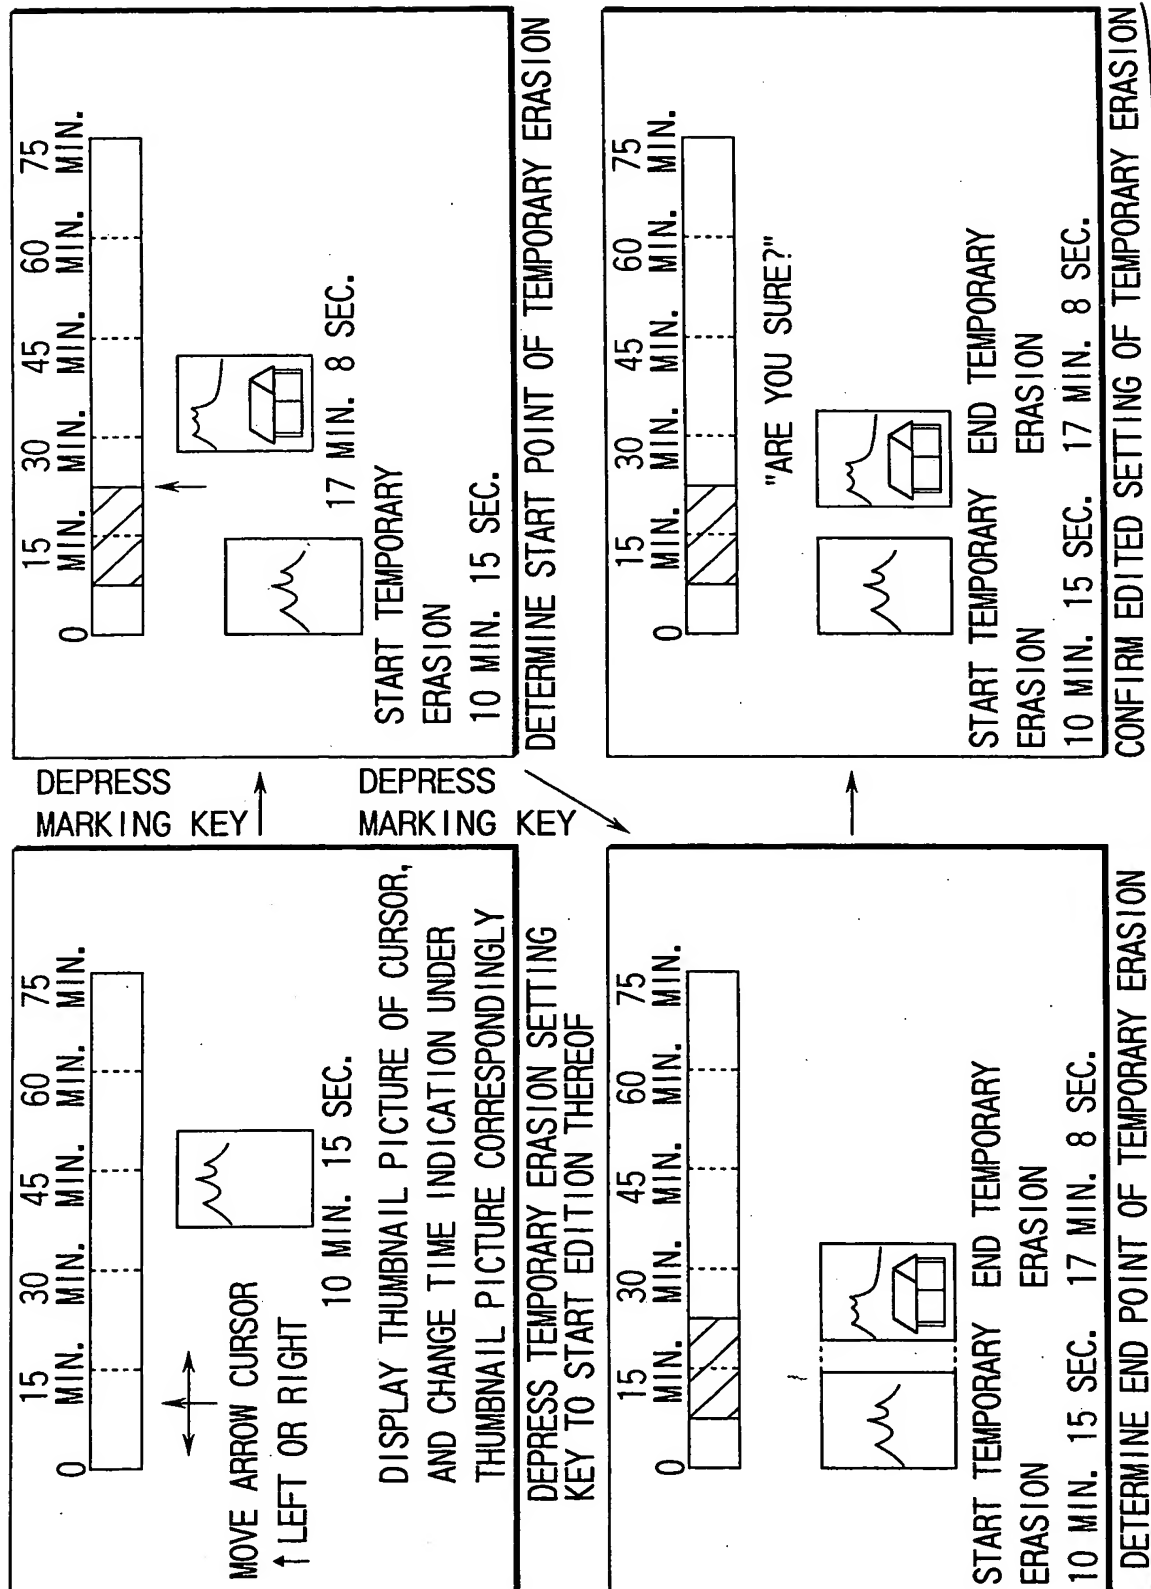 0 15 30 45 60 75
MIN. MIN. MIN. MIN. MIN.
MOVE ARROW CURSOR
↑ LEFT OR RIGHT
10 MIN. 15 SEC.
DISPLAY THUMBNAIL PICTURE OF CURSOR,
AND CHANGE TIME INDICATION UNDER
THUMBNAIL PICTURE CORRESPONDINGLY
DEPRESS TEMPORARY ERASION SETTING
KEY TO START EDITION THEREOF
DEPRESS
MARKING KEY
0 15 30 45 60 75
MIN. MIN. MIN. MIN. MIN.
17 MIN. 8 SEC.
START TEMPORARY
ERASION
10 MIN. 15 SEC.
DETERMINE START POINT OF TEMPORARY ERASION
DEPRESS
MARKING KEY
0 15 30 45 60 75
MIN. MIN. MIN. MIN. MIN.
START TEMPORARY END TEMPORARY
ERASION ERASION
10 MIN. 15 SEC. 17 MIN. 8 SEC.
DETERMINE END POINT OF TEMPORARY ERASION
0 15 30 45 60 75
MIN. MIN. MIN. MIN. MIN.
"ARE YOU SURE?"
START TEMPORARY END TEMPORARY
ERASION ERASION
10 MIN. 15 SEC. 17 MIN. 8 SEC.
CONFIRM EDITED SETTING OF TEMPORARY ERASION